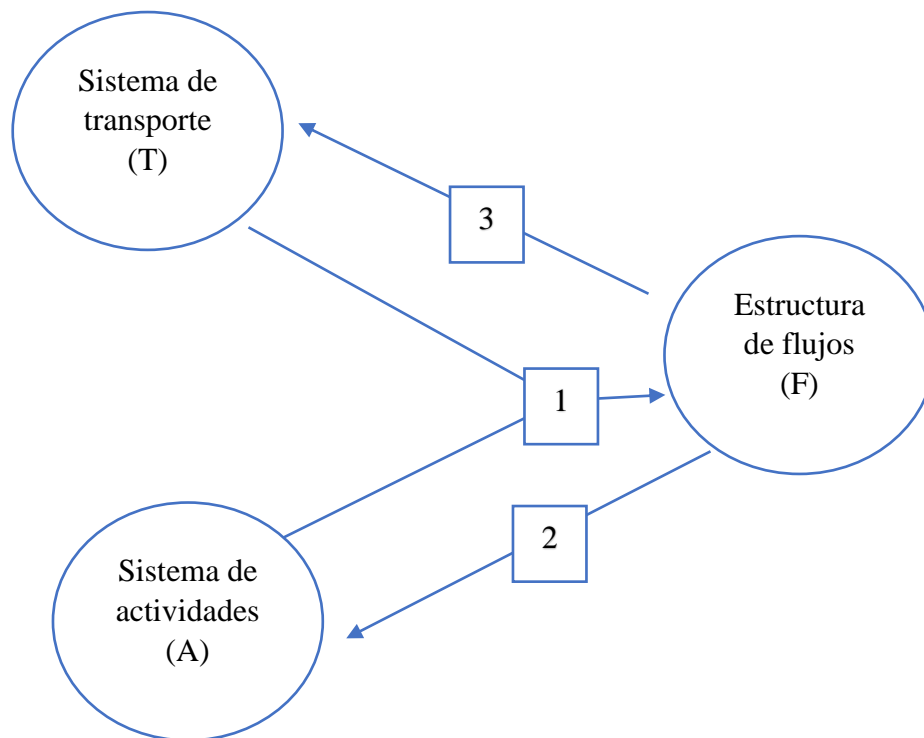 Sistema de
transporte
(T)
3
Estructura
de flujos
(F)
1
2
Sistema de
actividades
(A)